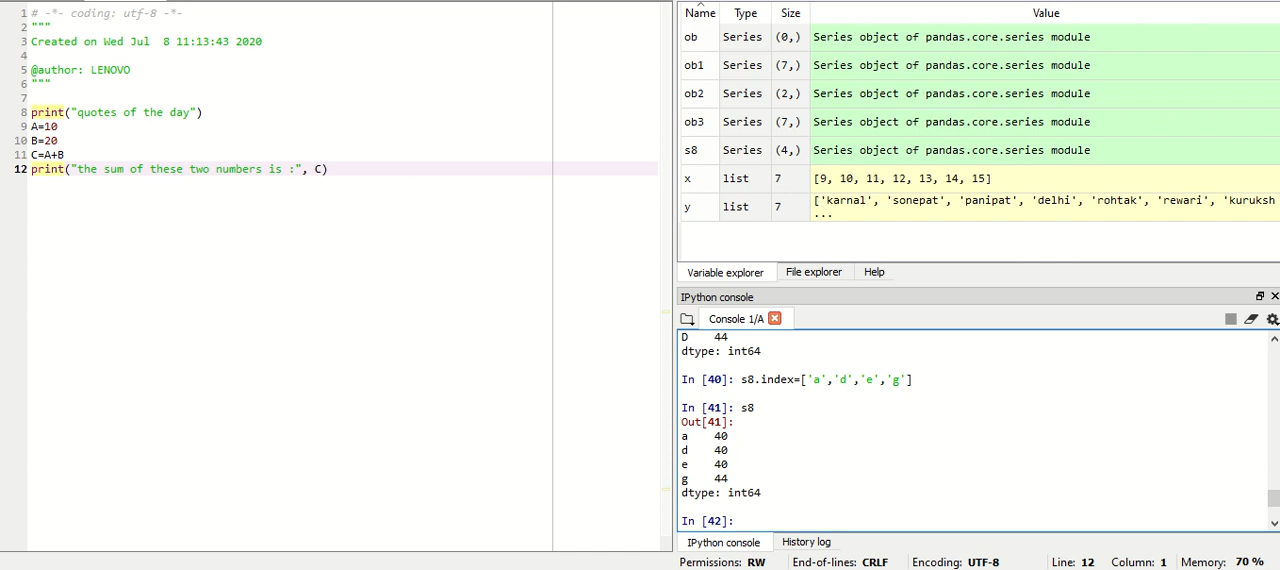 1 # -*- coding: utf-8 -*-
2 """
3 Created on Wed Jul  8 11:13:43 2020
4
5 @author: LENOVO
6 """
7
8 print("quotes of the day")
9 A=10
10 B=20
11 C=A+B
12 print("the sum of these two numbers is :", C)
Name Type Size Value
ob Series (0,) Series object of pandas.core.series module
ob1 Series (7,) Series object of pandas.core.series module
ob2 Series (2,) Series object of pandas.core.series module
ob3 Series (7,) Series object of pandas.core.series module
s8 Series (4,) Series object of pandas.core.series module
x list 7 [9, 10, 11, 12, 13, 14, 15]
y list 7 ['karnal', 'sonepat', 'panipat', 'delhi', 'rohtak', 'rewari', 'kuruksh
...
Variable explorer File explorer Help
IPython console
Console 1/A
D 44
dtype: int64
In [40]: s8.index=['a','d','e','g']
In [41]: s8
Out[41]:
a 40
d 40
e 40
g 44
dtype: int64
In [42]:
IPython console History log
Permissions: RW End-of-lines: CRLF Encoding: UTF-8 Line: 12 Column: 1 Memory: 70 %